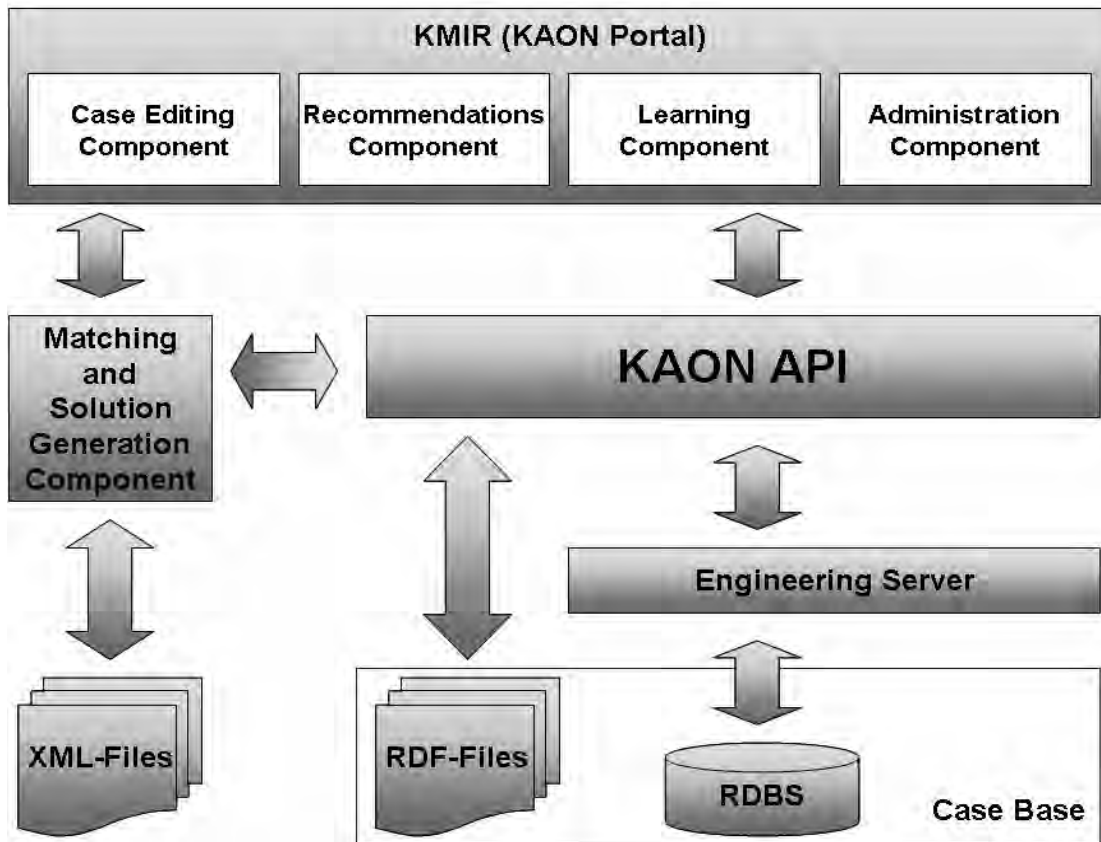 KMIR (KAON Portal)
Case Editing
Component
Recommendations
Component
Learning
Component
Administration
Component
Matching
and
Solution
Generation
Component
KAON API
Engineering Server
XML-Files
RDF-Files
RDBS
Case Base